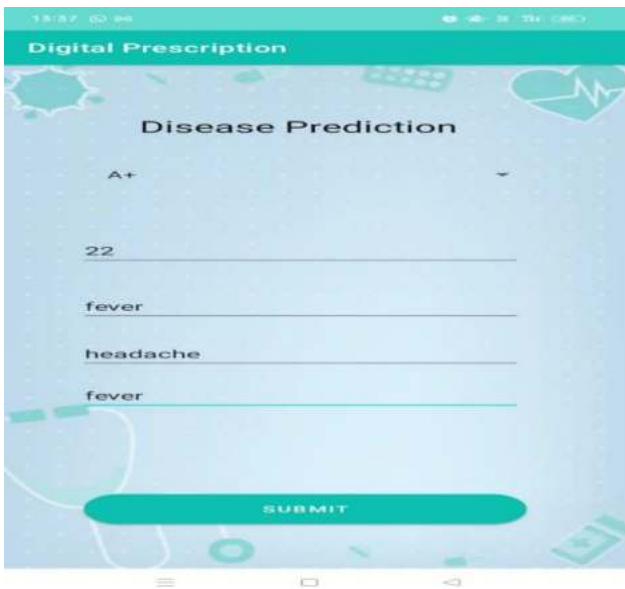 Digital Prescription
Disease Prediction
A+
22
fever
headache
fever
SUBMIT